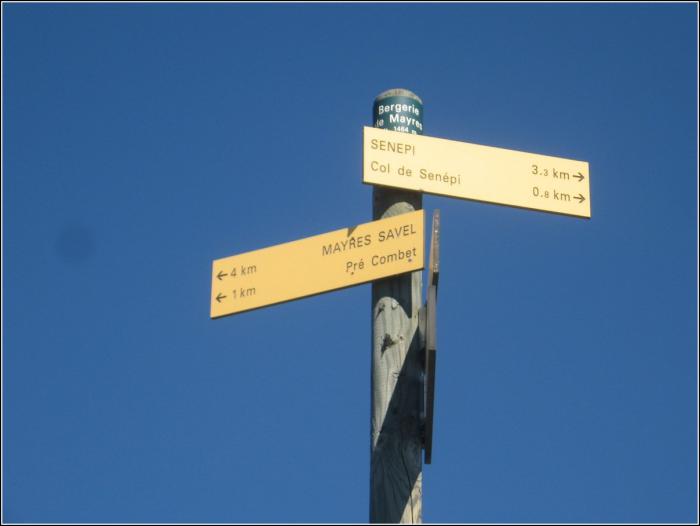 Bergerie
de Mayres
1464 m
SENEPI 3.3 km →
Col de Senépi 0.8 km →
← 4 km MAYRES SAVEL
← 1 km Pré Combet